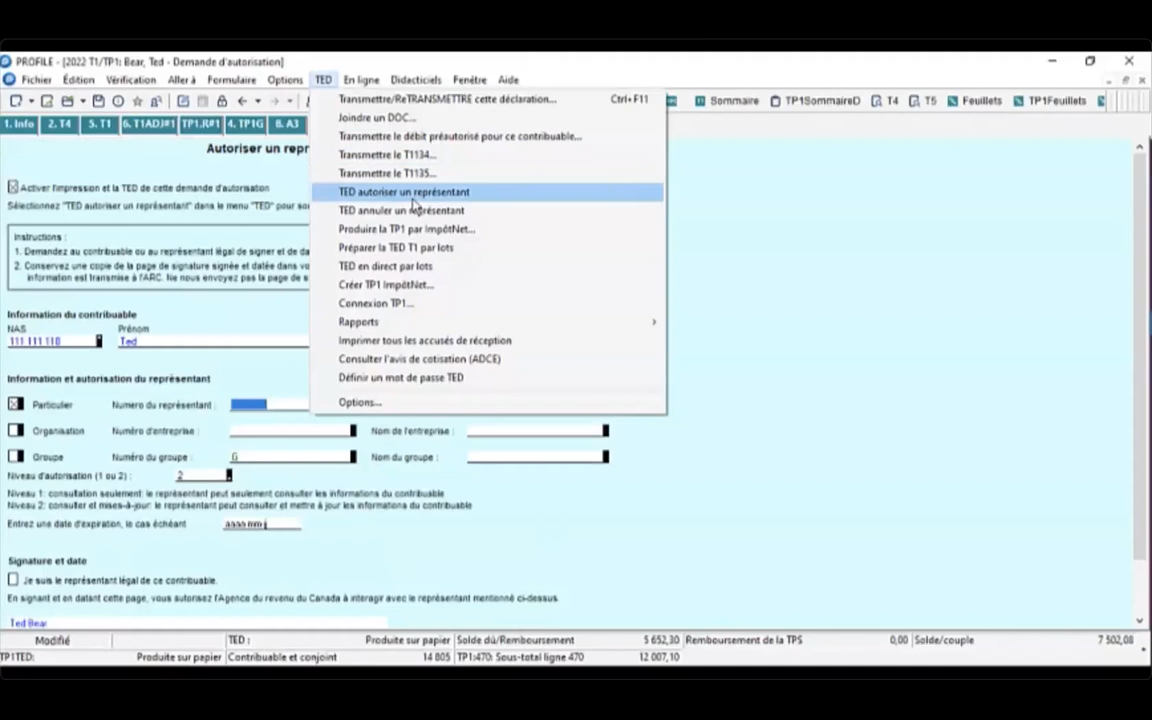 PROFILE - [2022 T1/TP1: Bear, Ted - Demande d'autorisation]
Fichier Édition Vérification Aller à Formulaire Options TED En ligne Didacticiels Fenêtre Aide
Sommaire TP1SommaireD T4 T5 Feuillets TP1Feuillets
1. Info 2. T4 5. T1 6. T1ADJ#1 TP1.R#1 4. TP1G 8. A3
Transmettre/ReTRANSMETTRE cette déclaration... Ctrl+F11
Joindre un DOC...
Transmettre le débit préautorisé pour ce contribuable...
Transmettre le T1134...
Transmettre le T1135...
TED autoriser un représentant
TED annuler un représentant
Produire la TP1 par ImpôtNet...
Préparer la TED T1 par lots
TED en direct par lots
Créer TP1 ImpôtNet...
Connexion TP1...
Rapports
Imprimer tous les accusés de réception
Consulter l'avis de cotisation (ADCE)
Définir un mot de passe TED
Options...
Autoriser un repr
Activer l'impression et la TED de cette demande d'autorisation
Sélectionnez "TED autoriser un représentant" dans le menu "TED" pour so
Instructions :
1. Demandez au contribuable ou au représentant légal de signer et de da
2. Conservez une copie de la page de signature signée et datée dans vo
information est transmise à l'ARC. Ne nous envoyez pas la page de s
Information du contribuable
NAS Prénom
111 111 110 Ted
Information et autorisation du représentant
Particulier Numero du représentant :
Organisation Numéro d'entreprise : Nom de l'entreprise :
Groupe Numéro du groupe : G Nom du groupe :
Niveau d'autorisation (1 ou 2) : 2
Niveau 1: consultation seulement: le représentant peut seulement consulter les informations du contribuable
Niveau 2: consulter et mises-à-jour: le représentant peut consulter et mettre à jour les informations du contribuable
Entrez une date d'expiration, le cas échéant aaaa mm j
Signature et date
Je suis le représentant légal de ce contribuable.
En signant et en datant cette page, vous autorisez l'Agence du revenu du Canada à interagir avec le représentant mentionné ci-dessus.
Ted Bear
Modifié TED : Produite sur papier Solde dû/Remboursement 5 652,30 Remboursement de la TPS 0,00 Solde/couple 7 502,08
TP1TED: Produite sur papier Contribuable et conjoint 14 805 TP1:470: Sous-total ligne 470 12 007,10